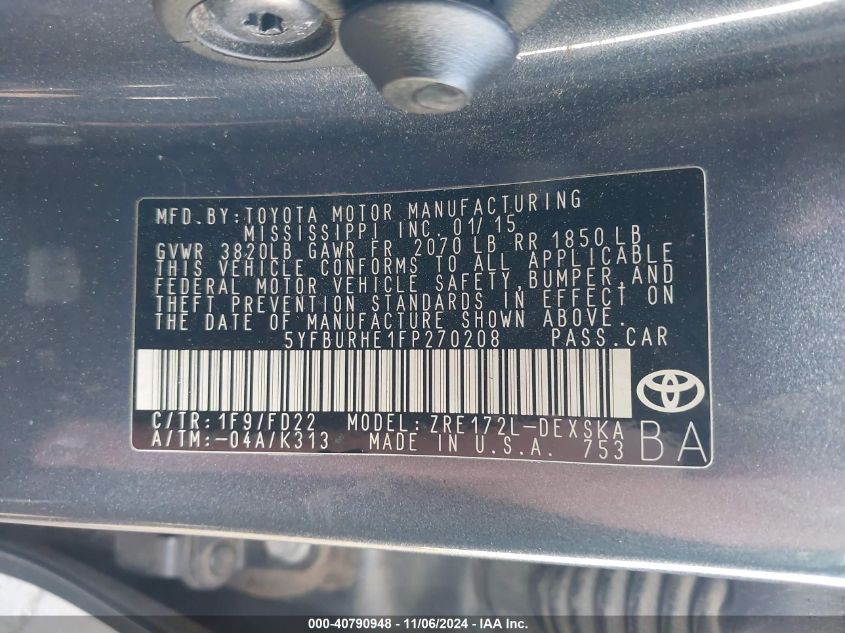 MFD.BY:TOYOTA MOTOR MANUFACTURING
MISSISSIPPI INC. 01/15
GVWR 3820LB GAWR FR 2070 LB RR 1850 LB
THIS VEHICLE CONFORMS TO ALL APPLICABLE
FEDERAL MOTOR VEHICLE SAFETY,BUMPER,AND
THEFT PREVENTION STANDARDS IN EFFECT ON
THE DATE OF MANUFACTURE SHOWN ABOVE.
5YFBURHE1FP270208 PASS.CAR
C/TR:1F9/FD22 MODEL:ZRE172L-DEXSKA
A/TM:-04A/K313 MADE IN U.S.A. 753 BA
000-40790948 - 11/06/2024 - IAAI.com